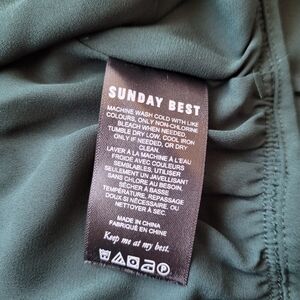 SUNDAY BEST
MACHINE WASH COLD WITH LIKE
COLOURS, ONLY NON-CHLORINE
BLEACH WHEN NEEDED,
TUMBLE DRY LOW, COOL IRON
ONLY IF NEEDED, OR DRY
CLEAN.
LAVER À LA MACHINE À L'EAU
FROIDE AVEC COULEURS
SEMBLABLES, UTILISER
SEULEMENT UN JAVELLISANT
SANS CHLORE AU BESOIN,
SÉCHER À BASSE
TEMPÉRATURE, REPASSAGE
DOUX SI NÉCESSAIRE, OU
NETTOYER À SEC.
MADE IN CHINA
FABRIQUÉ EN CHINE
Keep me at my best.